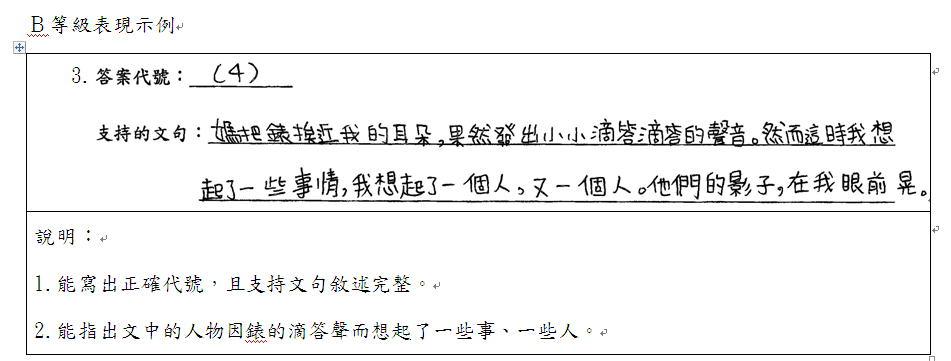 B等級表現示例
3. 答案代號：（4）
支持的文句：媽把錶挨近我的耳朵,果然發出小小滴答滴答的聲音。然而這時我想
起了一些事情,我想起了一個人,又一個人。他們的影子,在我眼前晃。
說明：
1.能寫出正確代號，且支持文句敘述完整。
2.能指出文中的人物因錶的滴答聲而想起了一些事、一些人。